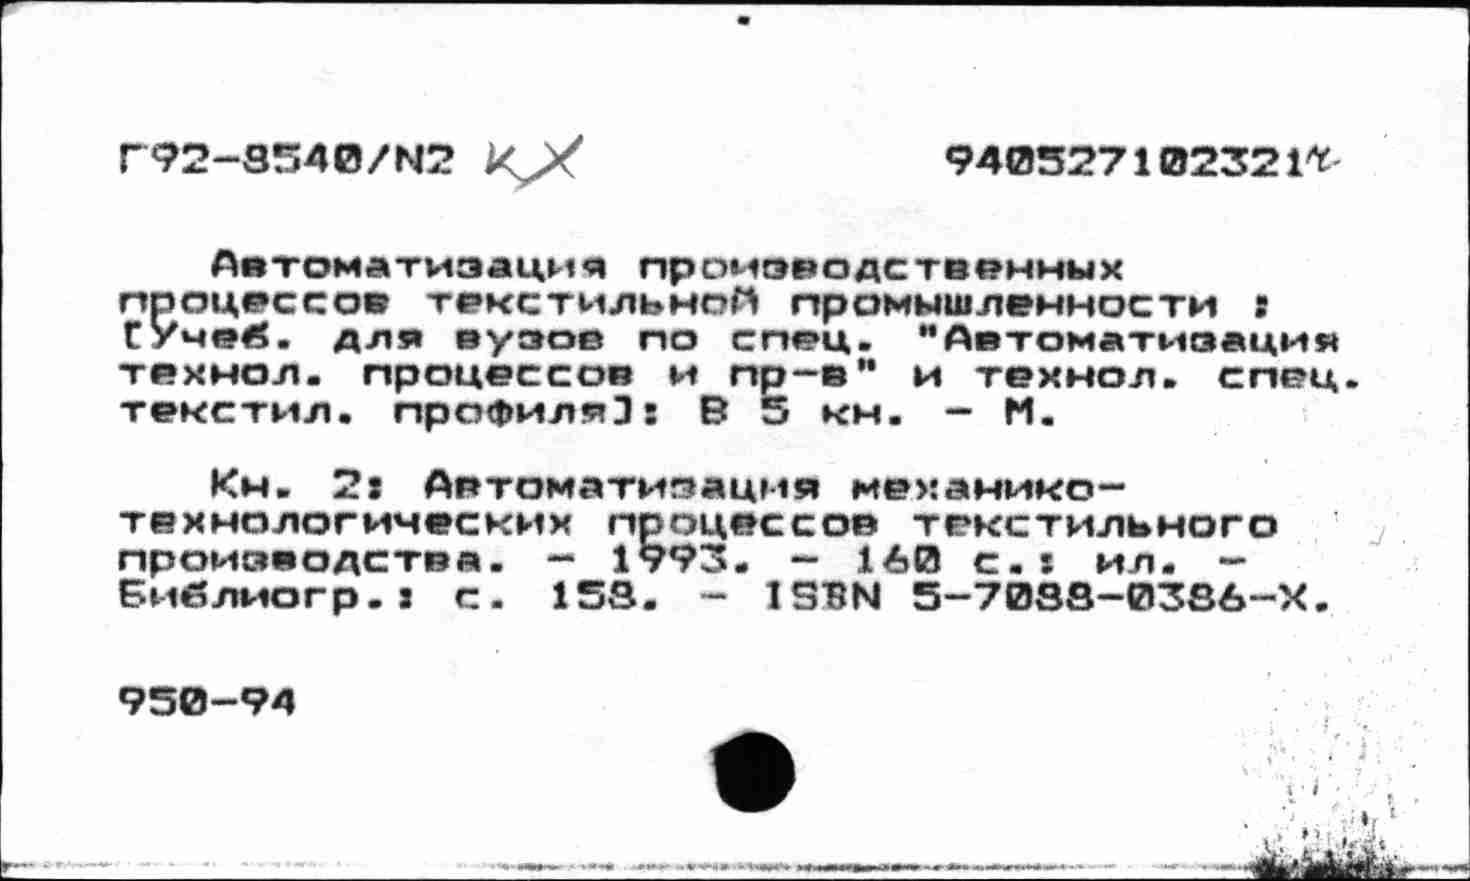 Г92-8540/N2 КХ 940527102321
Автоматизация производственных
процессов текстильной промышленности :
[Учеб. для вузов по спец. "Автоматизация
технол. процессов и пр-в" и технол. спец.
текстил. профиля]: В 5 кн. - М.
Кн. 2: Автоматизация механико-
технологических процессов текстильного
производства. - 1993. - 160 с.: ил. -
Библиогр.: с. 158. - ISBN 5-7088-0386-X.
950-94